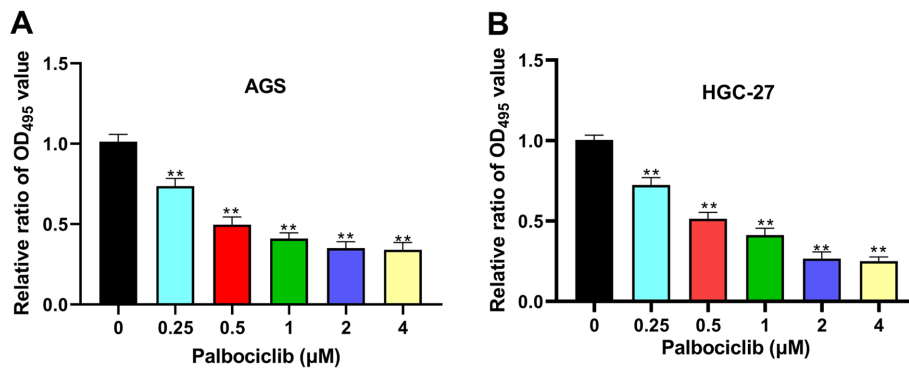 A
Relative ratio of OD495 value
1.5
1.0
0.5
0.0
AGS
**
**
**
**
**
0 0.25 0.5 1 2 4
Palbociclib (µM)
B
Relative ratio of OD495 value
1.5
1.0
0.5
0.0
HGC-27
**
**
**
**
**
0 0.25 0.5 1 2 4
Palbociclib (µM)